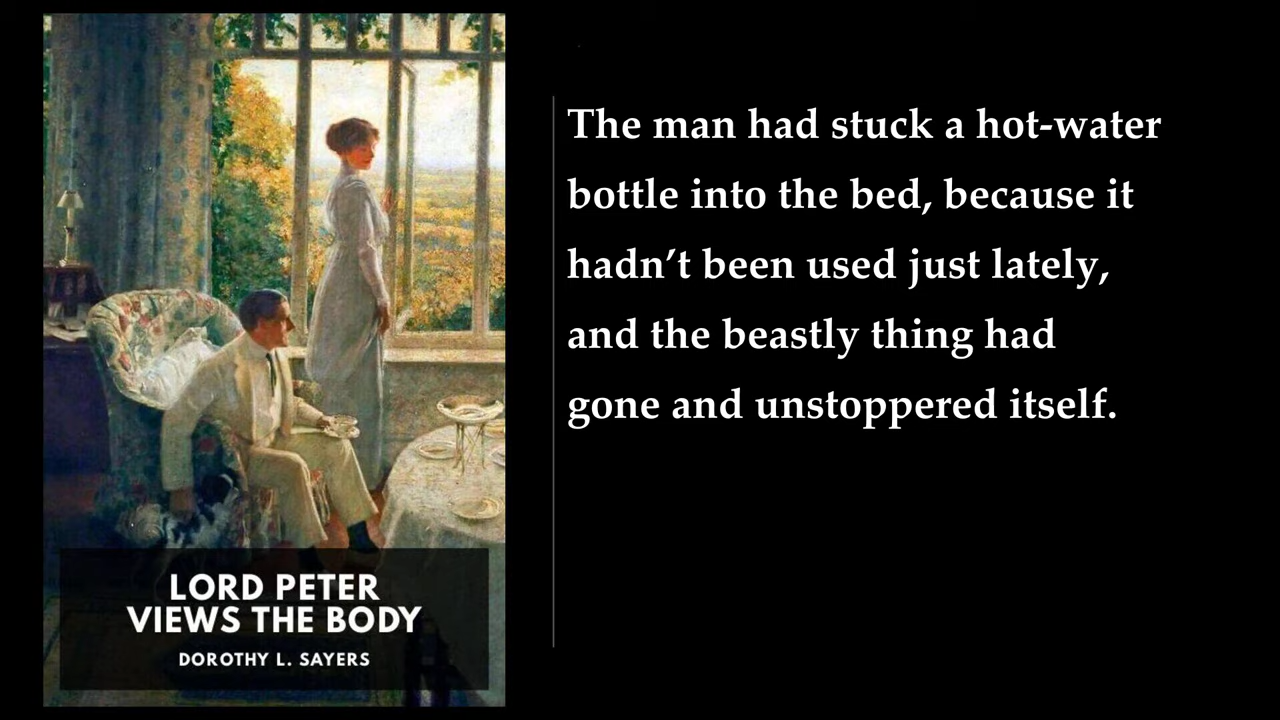 The man had stuck a hot-water
bottle into the bed, because it
hadn’t been used just lately,
and the beastly thing had
gone and unstoppered itself.
LORD PETER
VIEWS THE BODY
DOROTHY L. SAYERS